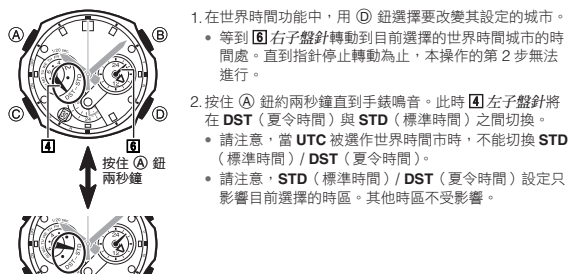 1. 在世界時間功能中，用 Ⓓ 鈕選擇要改變其設定的城市。
• 等到 6 右子盤針轉動到目前選擇的世界時間城市的時
間處。直到指針停止轉動為止，本操作的第 2 步無法
進行。
2. 按住 Ⓐ 鈕約兩秒鐘直到手錶鳴音。此時 4 左子盤針將
在 DST（夏令時間）與 STD（標準時間）之間切換。
• 請注意，當 UTC 被選作世界時間市時，不能切換 STD
（標準時間）/ DST（夏令時間）。
• 請注意，STD（標準時間）/ DST（夏令時間）設定只
影響目前選擇的時區。其他時區不受影響。
Ⓐ
Ⓑ
Ⓒ
Ⓓ
DST STD
24
4
6
按住 Ⓐ 鈕
兩秒鐘
DST STD
24